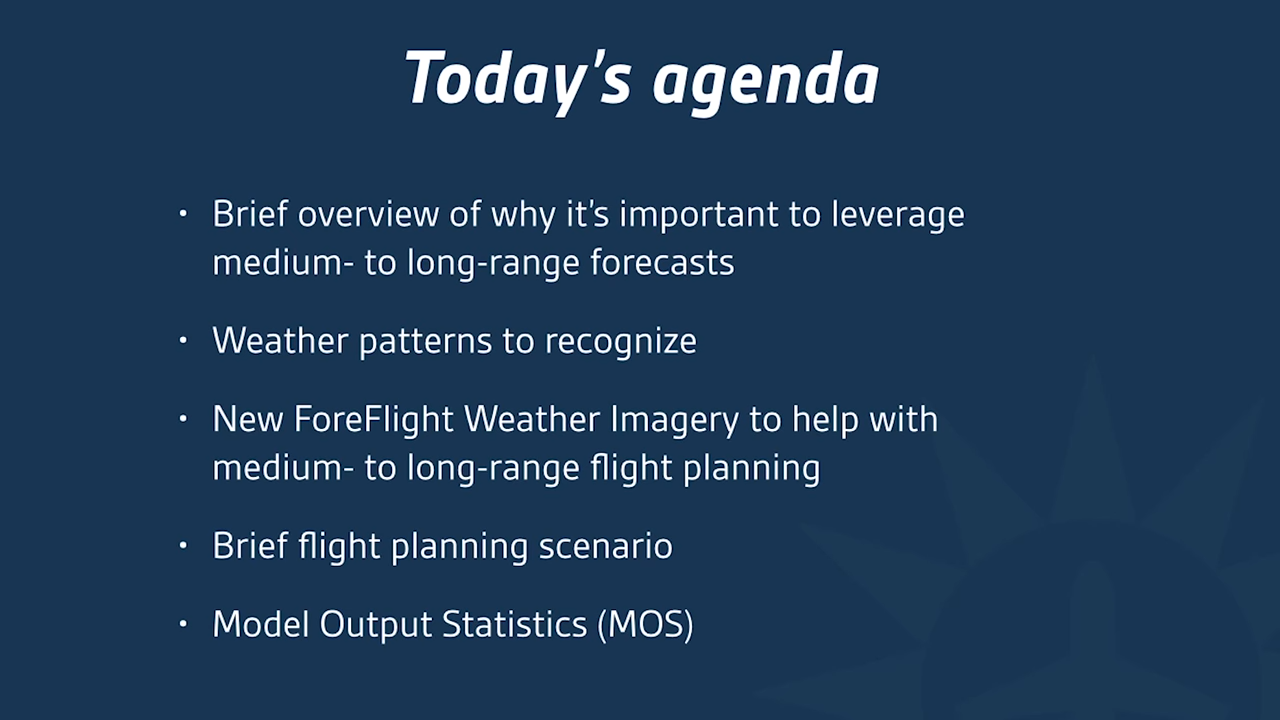 Today's agenda
• Brief overview of why it's important to leverage
medium- to long-range forecasts
• Weather patterns to recognize
• New ForeFlight Weather Imagery to help with
medium- to long-range flight planning
• Brief flight planning scenario
• Model Output Statistics (MOS)